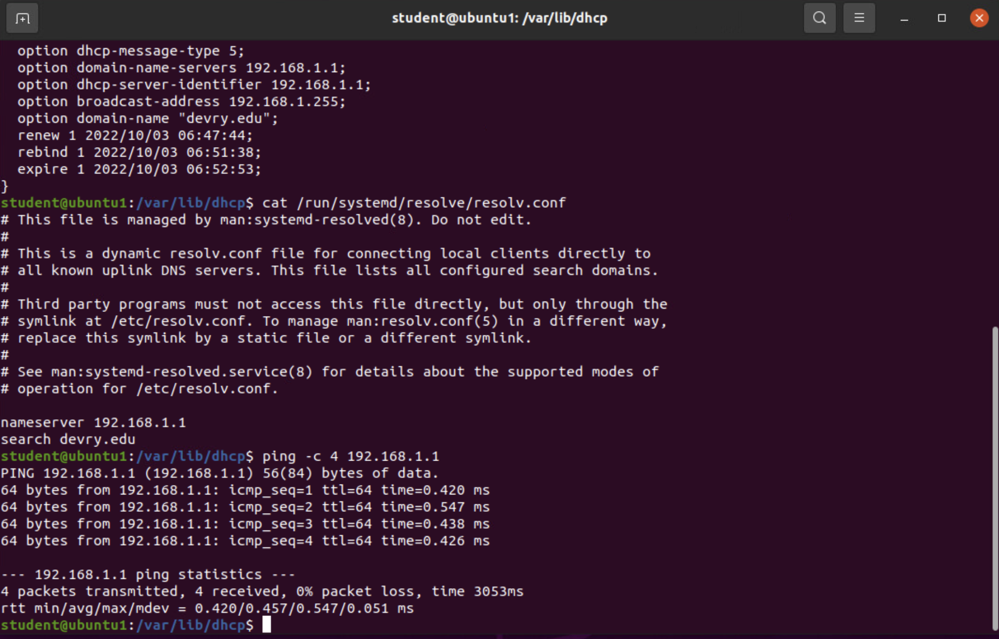 student@ubuntu1: /var/lib/dhcp
  option dhcp-message-type 5;
  option domain-name-servers 192.168.1.1;
  option dhcp-server-identifier 192.168.1.1;
  option broadcast-address 192.168.1.255;
  option domain-name "devry.edu";
  renew 1 2022/10/03 06:47:44;
  rebind 1 2022/10/03 06:51:38;
  expire 1 2022/10/03 06:52:53;
}
student@ubuntu1:/var/lib/dhcp$ cat /run/systemd/resolve/resolv.conf
# This file is managed by man:systemd-resolved(8). Do not edit.
#
# This is a dynamic resolv.conf file for connecting local clients directly to
# all known uplink DNS servers. This file lists all configured search domains.
#
# Third party programs must not access this file directly, but only through the
# symlink at /etc/resolv.conf. To manage man:resolv.conf(5) in a different way,
# replace this symlink by a static file or a different symlink.
#
# See man:systemd-resolved.service(8) for details about the supported modes of
# operation for /etc/resolv.conf.

nameserver 192.168.1.1
search devry.edu
student@ubuntu1:/var/lib/dhcp$ ping -c 4 192.168.1.1
PING 192.168.1.1 (192.168.1.1) 56(84) bytes of data.
64 bytes from 192.168.1.1: icmp_seq=1 ttl=64 time=0.420 ms
64 bytes from 192.168.1.1: icmp_seq=2 ttl=64 time=0.547 ms
64 bytes from 192.168.1.1: icmp_seq=3 ttl=64 time=0.438 ms
64 bytes from 192.168.1.1: icmp_seq=4 ttl=64 time=0.426 ms

--- 192.168.1.1 ping statistics ---
4 packets transmitted, 4 received, 0% packet loss, time 3053ms
rtt min/avg/max/mdev = 0.420/0.457/0.547/0.051 ms
student@ubuntu1:/var/lib/dhcp$